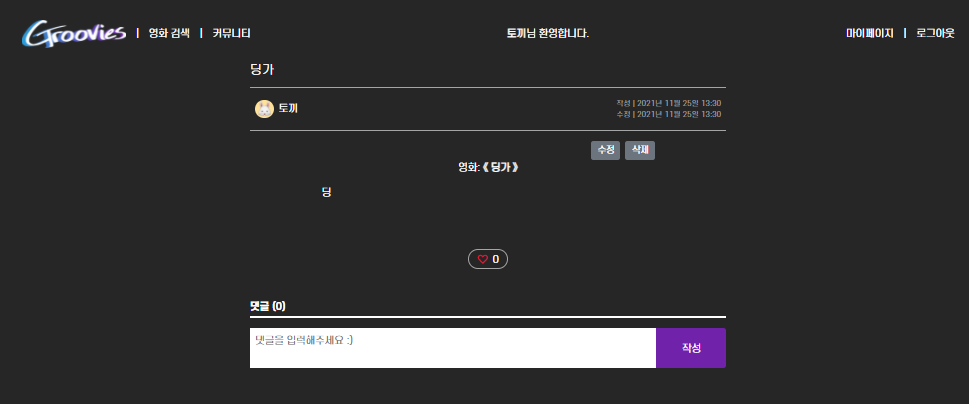 Groovies | 영화 검색 | 커뮤니티 토끼님 환영합니다. 마이페이지 | 로그아웃
딩가
토끼
작성 | 2021년 11월 25일 13:30
수정 | 2021년 11월 25일 13:30
수정 삭제
영화: 《 딩가 》
딩
0
댓글 (0)
댓글을 입력해주세요 :)
작성